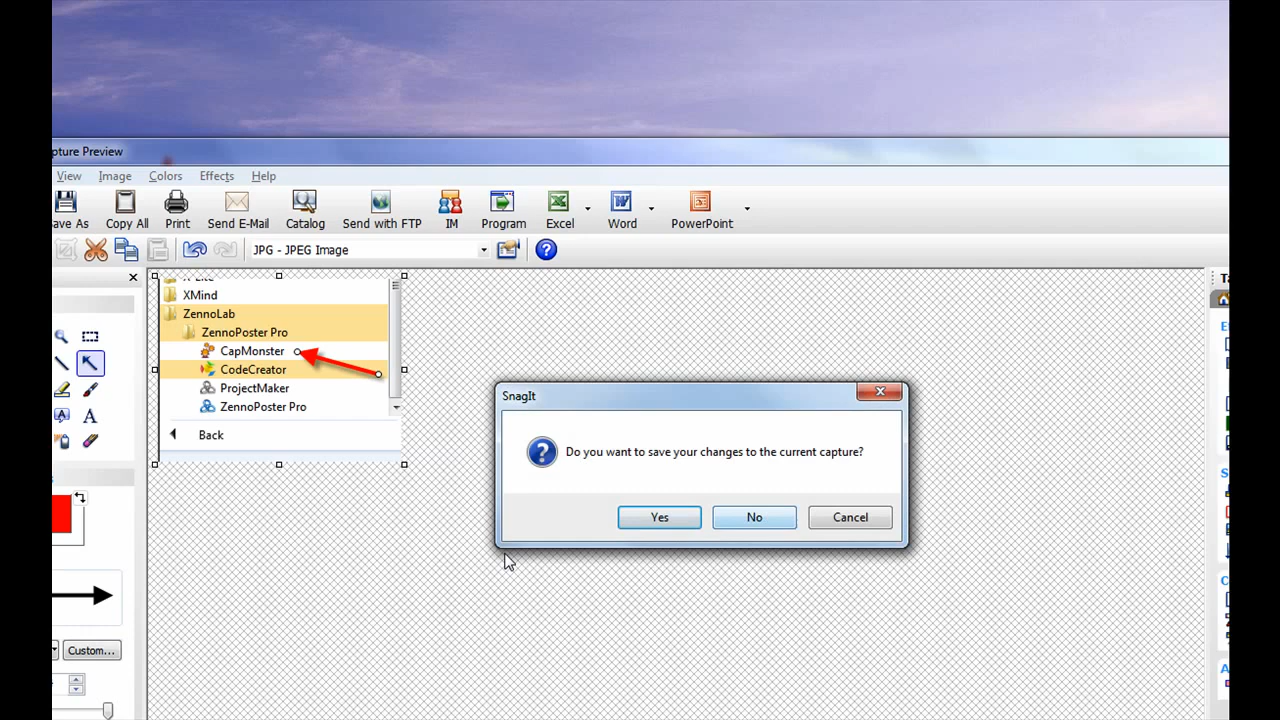 pture Preview
View Image Colors Effects Help
ave As Copy All Print Send E-Mail Catalog Send with FTP IM Program Excel Word PowerPoint
JPG - JPEG Image
XMind
ZennoLab
ZennoPoster Pro
CapMonster
CodeCreator
ProjectMaker
ZennoPoster Pro
Back
SnagIt
Do you want to save your changes to the current capture?
Yes No Cancel
Custom...